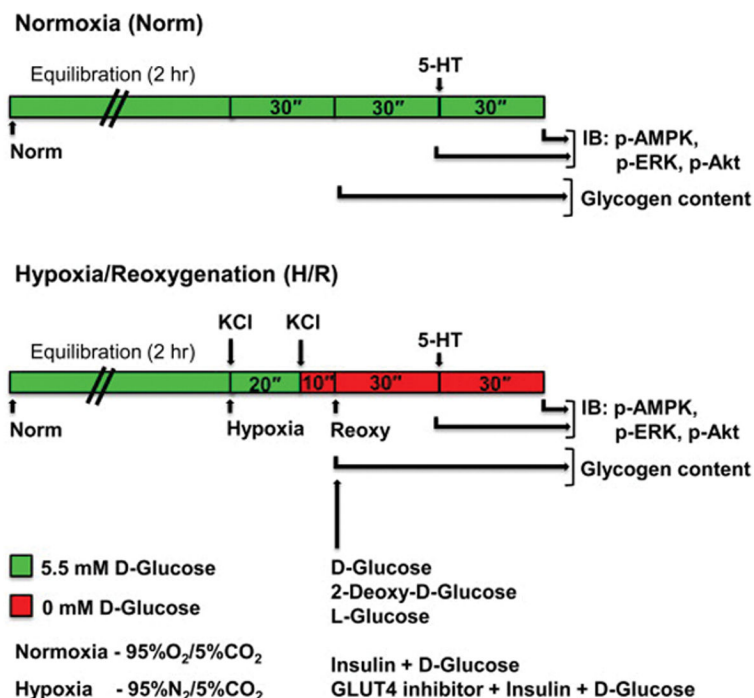 Normoxia (Norm)
5-HT
Equilibration (2 hr)
30″ 30″ 30″
Norm
IB: p-AMPK,
p-ERK, p-Akt
Glycogen content
Hypoxia/Reoxygenation (H/R)
KCl KCl
5-HT
Equilibration (2 hr)
20″ 10″ 30″ 30″
Norm Hypoxia Reoxy
IB: p-AMPK,
p-ERK, p-Akt
Glycogen content
5.5 mM D-Glucose
0 mM D-Glucose
D-Glucose
2-Deoxy-D-Glucose
L-Glucose
Normoxia - 95%O₂/5%CO₂
Hypoxia - 95%N₂/5%CO₂
Insulin + D-Glucose
GLUT4 inhibitor + Insulin + D-Glucose